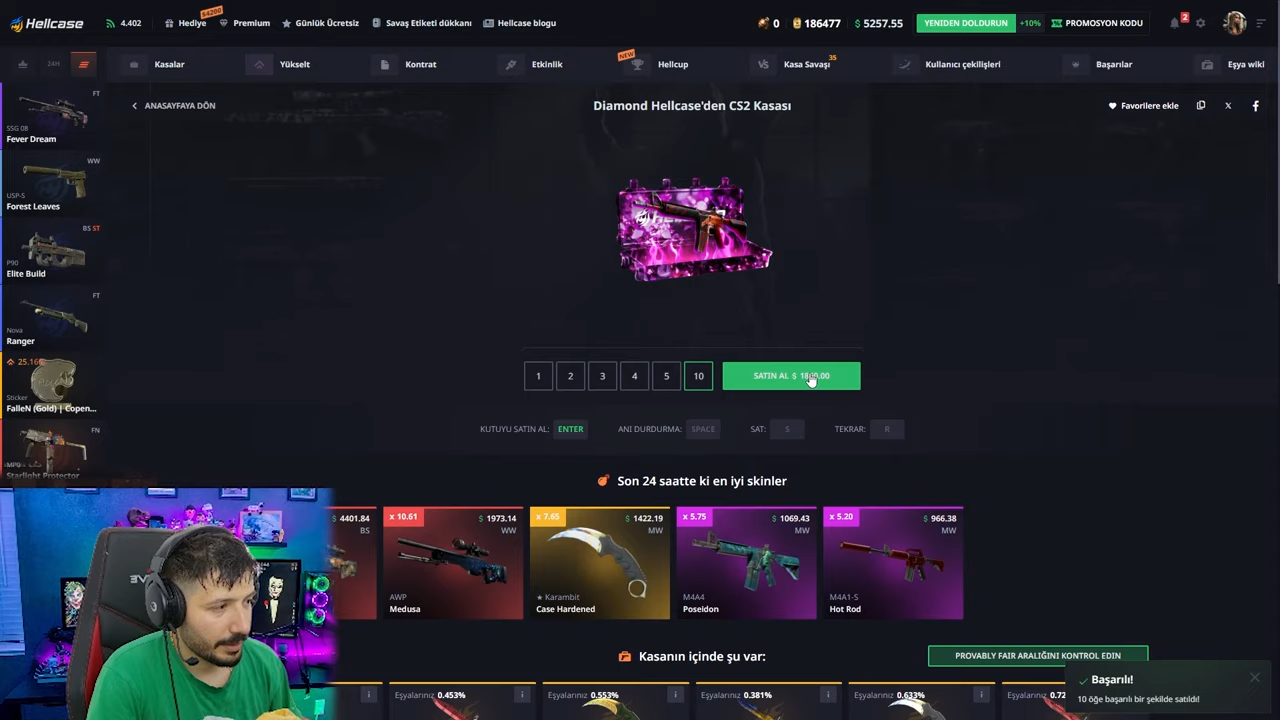 Hellcase
4.402
Hediye
$4200
Premium
Günlük Ücretsiz
Savaş Etiketi dükkanı
Hellcase blogu
0
186477
$ 5257.55
YENİDEN DOLDURUN
+10%
PROMOSYON KODU
2
24H
Kasalar
Yükselt
Kontrat
Etkinlik
NEW
Hellcup
VS
Kasa Savaşı
35
Kullanıcı çekilişleri
Başarılar
Eşya wiki
ANASAYFAYA DÖN
Diamond Hellcase'den CS2 Kasası
Favorilere ekle
FT
SSG 08
Fever Dream
WW
USP-S
Forest Leaves
BS ST
P90
Elite Build
FT
Nova
Ranger
Sticker
FalleN (Gold) | Copen...
FN
MP9
Starlight Protector
1
2
3
4
5
10
SATIN AL $
KUTUYU SATIN AL: ENTER
ANI DURDURMA: SPACE
SAT: S
TEKRAR: R
Son 24 saatte ki en iyi skinler
$ 4401.84
BS
x 10.61
$ 1973.14
WW
AWP
Medusa
x 7.65
$ 1422.19
MW
★ Karambit
Case Hardened
x 5.75
$ 1069.43
MW
M4A4
Poseidon
x 5.20
$ 966.38
MW
M4A1-S
Hot Rod
Kasanın içinde şu var:
PROVABLY FAIR ARALIĞINI KONTROL EDIN
Eşyalarınız 0.453%
Eşyalarınız 0.553%
Eşyalarınız 0.381%
Eşyalarınız 0.633%
Eşyalarınız
Başarılı!
10 öğe başarılı bir şekilde satıldı!